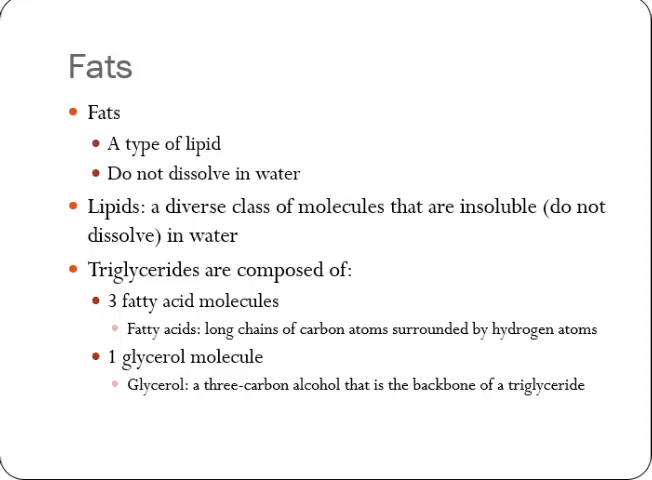 Fats
Fats
A type of lipid
Do not dissolve in water
Lipids: a diverse class of molecules that are insoluble (do not
dissolve) in water
Triglycerides are composed of:
3 fatty acid molecules
Fatty acids: long chains of carbon atoms surrounded by hydrogen atoms
1 glycerol molecule
Glycerol: a three-carbon alcohol that is the backbone of a triglyceride